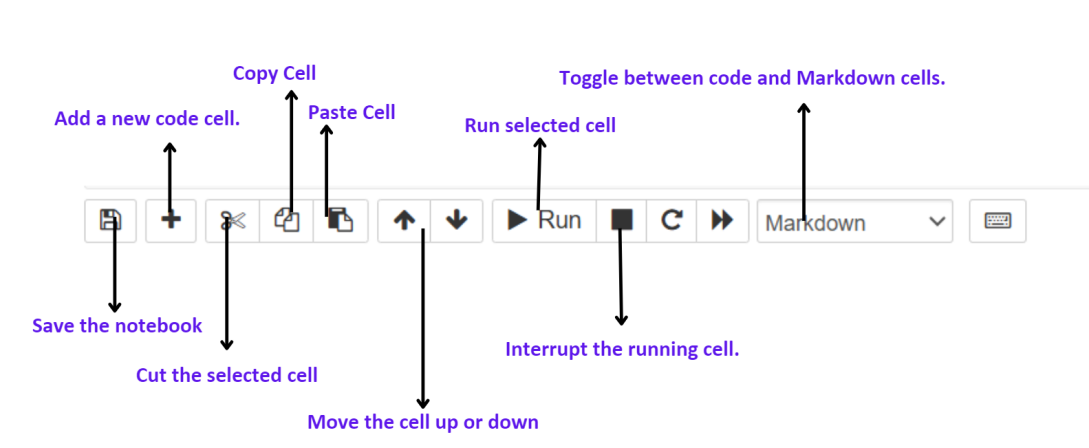 Copy Cell
Toggle between code and Markdown cells.
Add a new code cell.
Paste Cell
Run selected cell
Run
Markdown
Save the notebook
Interrupt the running cell.
Cut the selected cell
Move the cell up or down